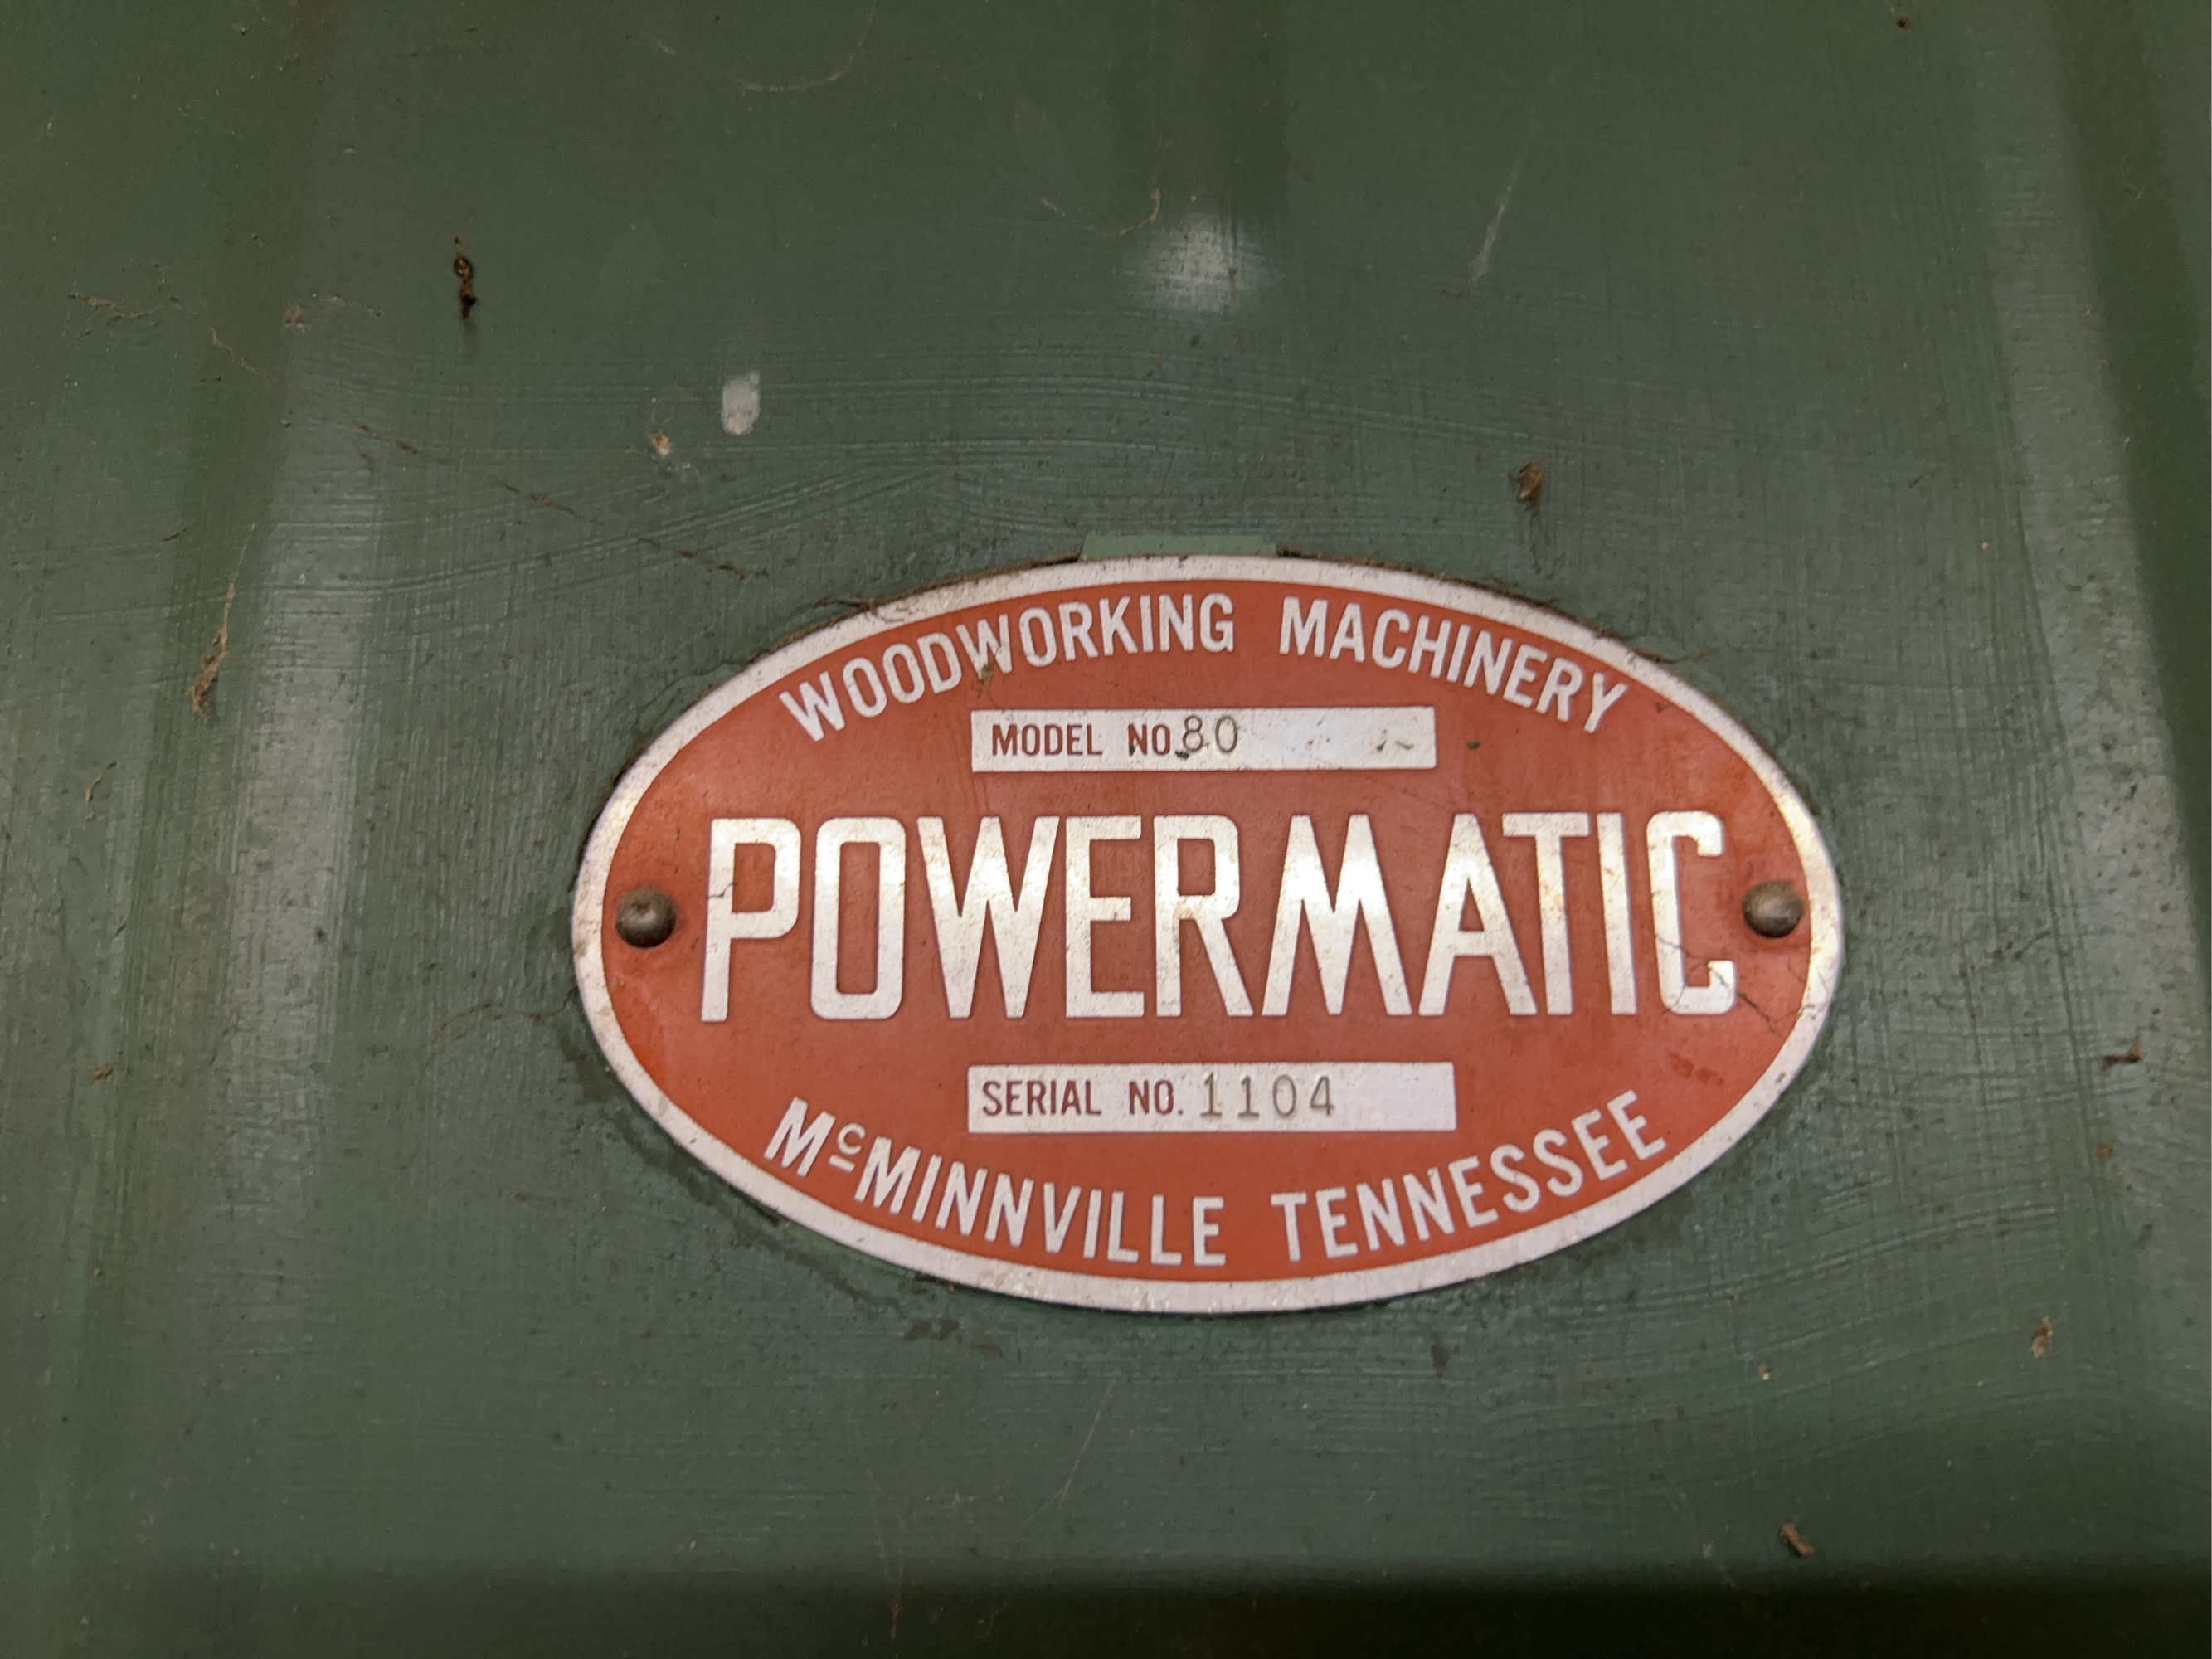 WOODWORKING MACHINERY
MODEL NO. 80
POWERMATIC
SERIAL NO. 1104
McMINNVILLE TENNESSEE